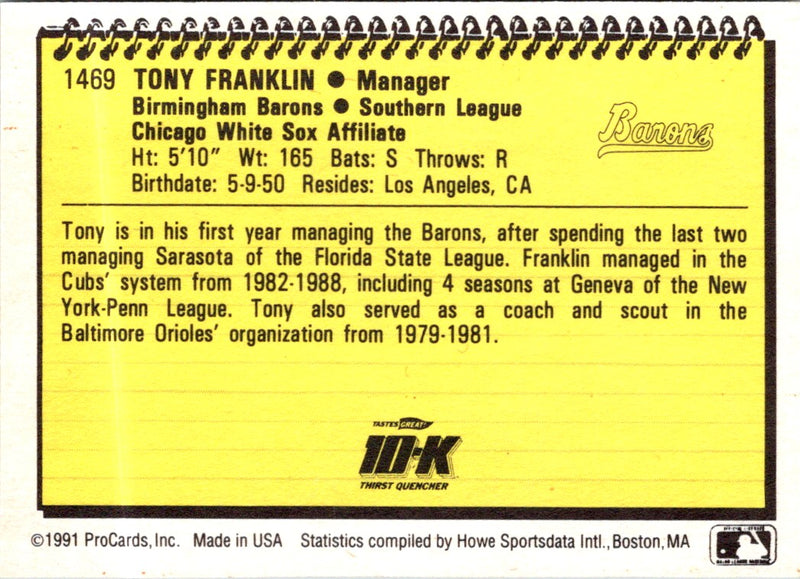 1469 TONY FRANKLIN ● Manager
Birmingham Barons ● Southern League
Chicago White Sox Affiliate
Ht: 5'10" Wt: 165 Bats: S Throws: R
Birthdate: 5-9-50 Resides: Los Angeles, CA
Barons
Tony is in his first year managing the Barons, after spending the last two
managing Sarasota of the Florida State League. Franklin managed in the
Cubs' system from 1982-1988, including 4 seasons at Geneva of the New
York-Penn League. Tony also served as a coach and scout in the
Baltimore Orioles' organization from 1979-1981.
TASTES GREAT!
10-K
THIRST QUENCHER
©1991 ProCards, Inc. Made in USA Statistics compiled by Howe Sportsdata Intl., Boston, MA